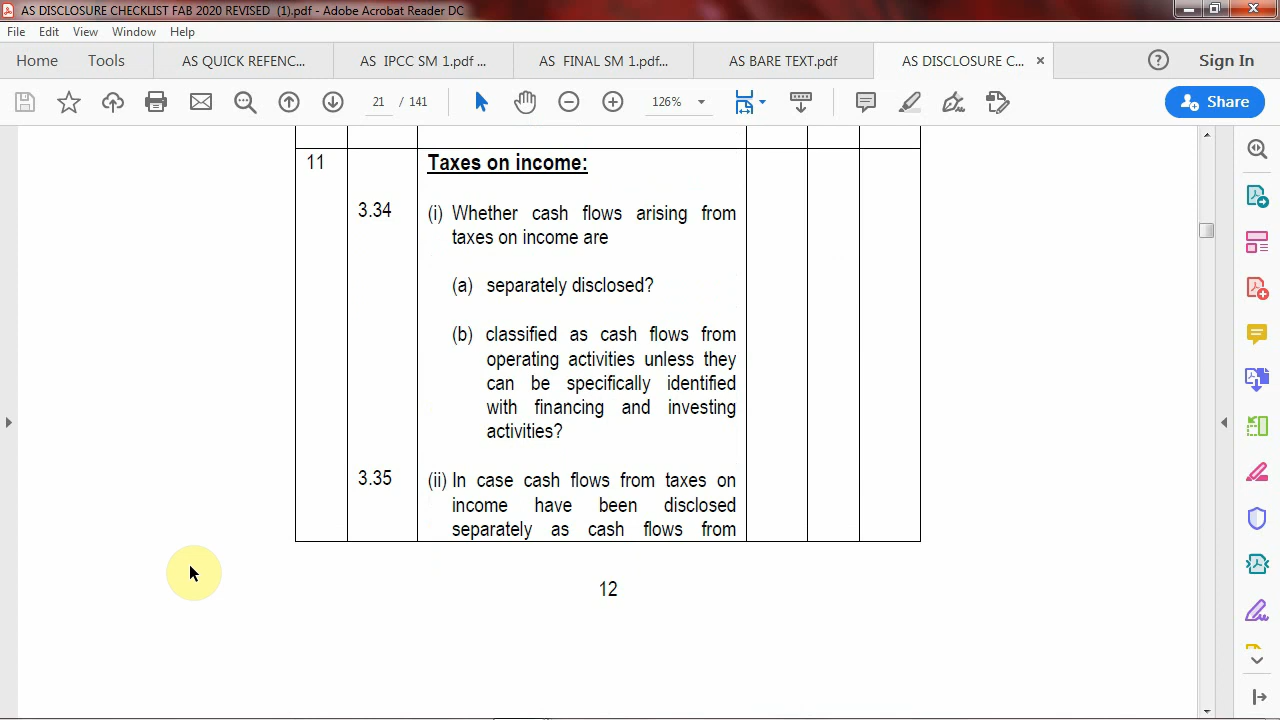 AS DISCLOSURE CHECKLIST FAB 2020 REVISED (1).pdf - Adobe Acrobat Reader DC
File Edit View Window Help
Home Tools AS QUICK REFENC... AS IPCC SM 1.pdf ... AS FINAL SM 1.pdf... AS BARE TEXT.pdf AS DISCLOSURE C... × ? Sign In
21 / 141 126% Share
11 Taxes on income:
3.34 (i) Whether cash flows arising from
taxes on income are
(a) separately disclosed?
(b) classified as cash flows from
operating activities unless they
can be specifically identified
with financing and investing
activities?
3.35 (ii) In case cash flows from taxes on
income have been disclosed
separately as cash flows from
12